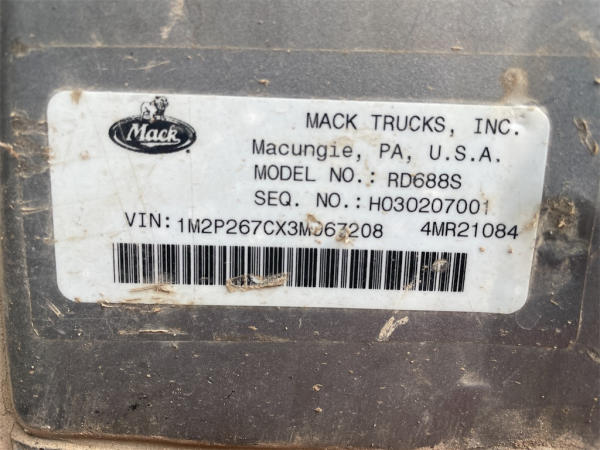 Mack
MACK TRUCKS, INC.
Macungie, PA, U.S.A.
MODEL NO.: RD688S
SEQ. NO.: H030207001
VIN: 1M2P267CX3M067208 4MR21084